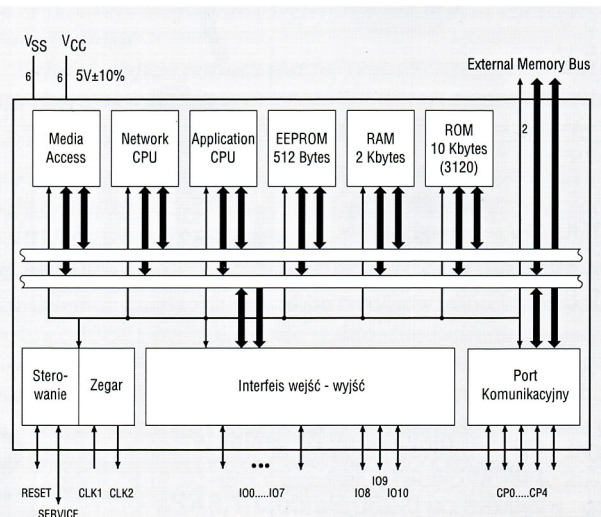 VSS VCC
6 6 5V±10%
External Memory Bus
2
Media
Access
Network
CPU
Application
CPU
EEPROM
512 Bytes
RAM
2 Kbytes
ROM
10 Kbytes
(3120)
Stero-
wanie
Zegar
Interfeis wejść - wyjść
Port
Komunikacyjny
RESET
SERVICE
CLK1 CLK2
IO0.....IO7
IO8
IO9
IO10
CP0.....CP4